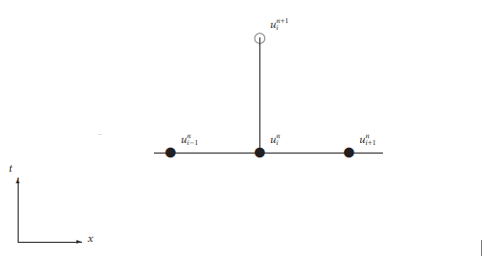 u_i^{n+1}
u_{i-1}^n u_i^n u_{i+1}^n
t
x